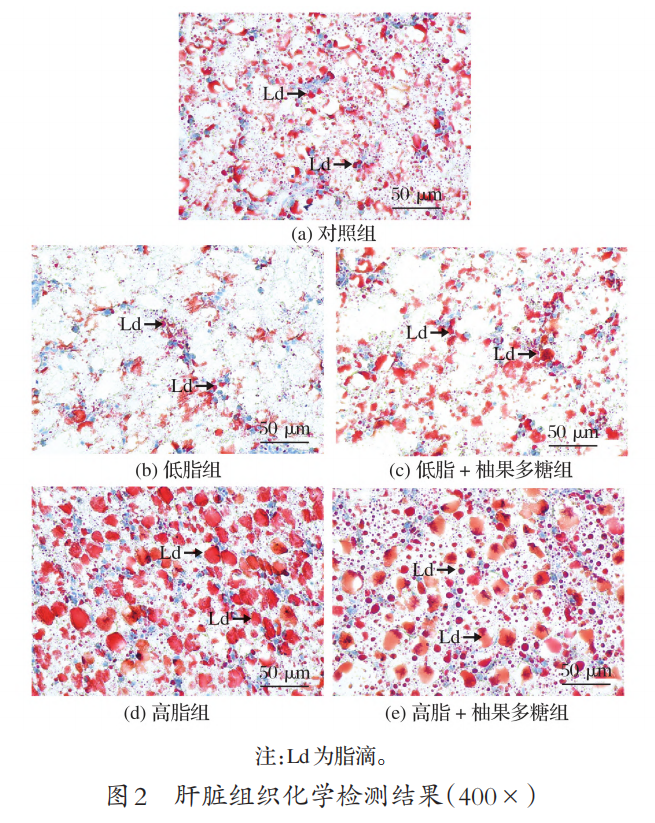 Ld
Ld
50 μm
(a) 对照组
Ld
Ld
50 μm
(b) 低脂组
Ld
Ld
50 μm
(c) 低脂 + 柚果多糖组
Ld
Ld
50 μm
(d) 高脂组
Ld
Ld
50 μm
(e) 高脂 + 柚果多糖组
注:D为脂滴。
图2 肝脏组织化学检测结果(400×)